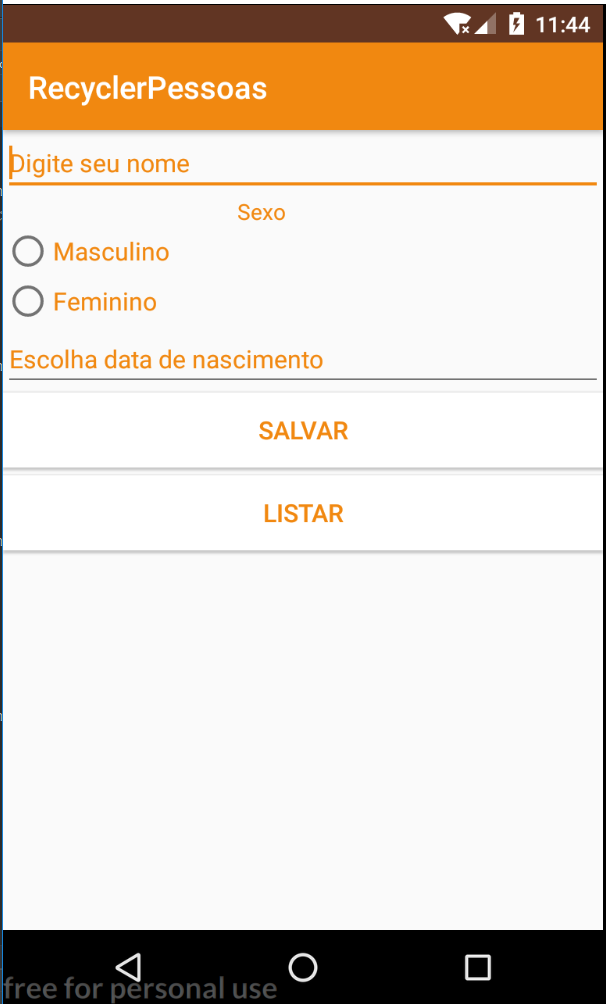 11:44
RecyclerPessoas
Digite seu nome
Sexo
Masculino
Feminino
Escolha data de nascimento
SALVAR
LISTAR
free for personal use